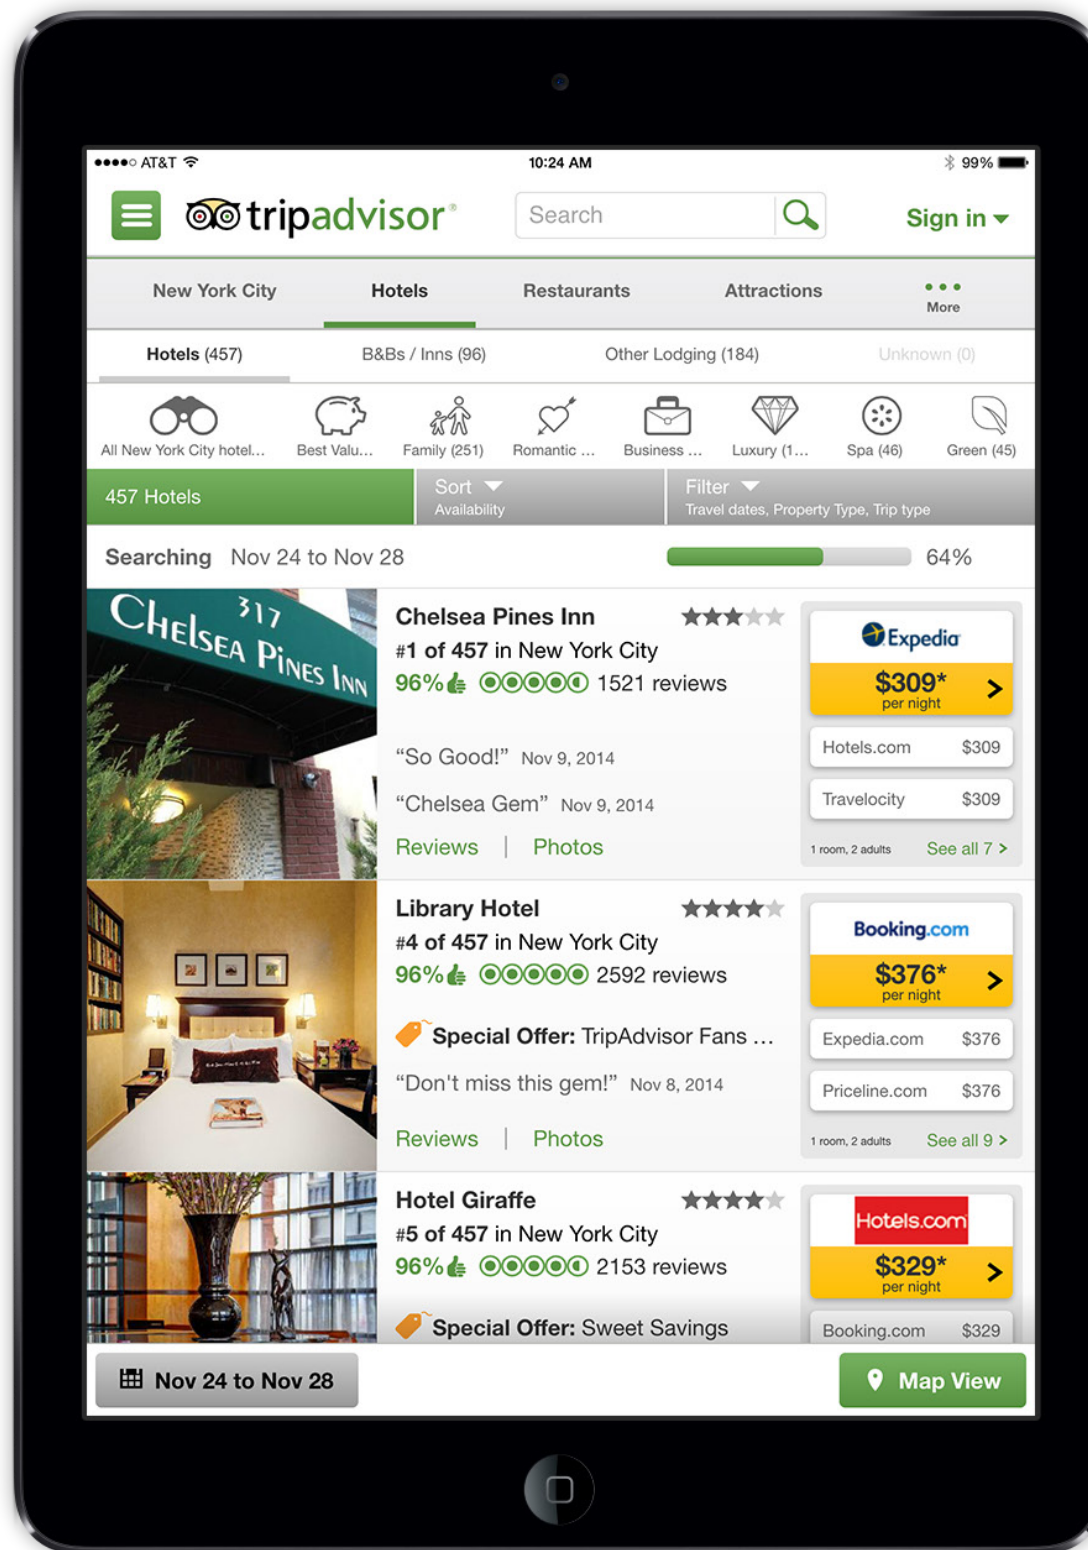 AT&T 10:24 AM 99%
tripadvisor® Search Sign in
New York City Hotels Restaurants Attractions More
Hotels (457) B&Bs / Inns (96) Other Lodging (184) Unknown (0)
All New York City hotel... Best Valu... Family (251) Romantic ... Business ... Luxury (1... Spa (46) Green (45)
457 Hotels Sort Filter
Availability Travel dates, Property Type, Trip type
Searching Nov 24 to Nov 28 64%
317
CHELSEA PINES INN
Chelsea Pines Inn
#1 of 457 in New York City
96% 1521 reviews
“So Good!” Nov 9, 2014
“Chelsea Gem” Nov 9, 2014
Reviews | Photos
Expedia
$309*
per night
Hotels.com $309
Travelocity $309
1 room, 2 adults See all 7 >
Library Hotel
#4 of 457 in New York City
96% 2592 reviews
Special Offer: TripAdvisor Fans ...
“Don't miss this gem!” Nov 8, 2014
Reviews | Photos
Booking.com
$376*
per night
Expedia.com $376
Priceline.com $376
1 room, 2 adults See all 9 >
Hotel Giraffe
#5 of 457 in New York City
96% 2153 reviews
Special Offer: Sweet Savings
Hotels.com
$329*
per night
Booking.com $329
Nov 24 to Nov 28 Map View